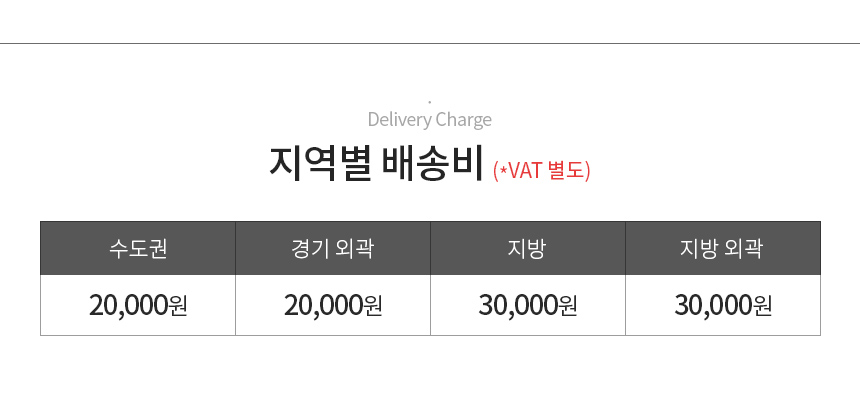 Delivery Charge
지역별 배송비 (*VAT 별도)
수도권 경기 외곽 지방 지방 외곽
20,000원 20,000원 30,000원 30,000원